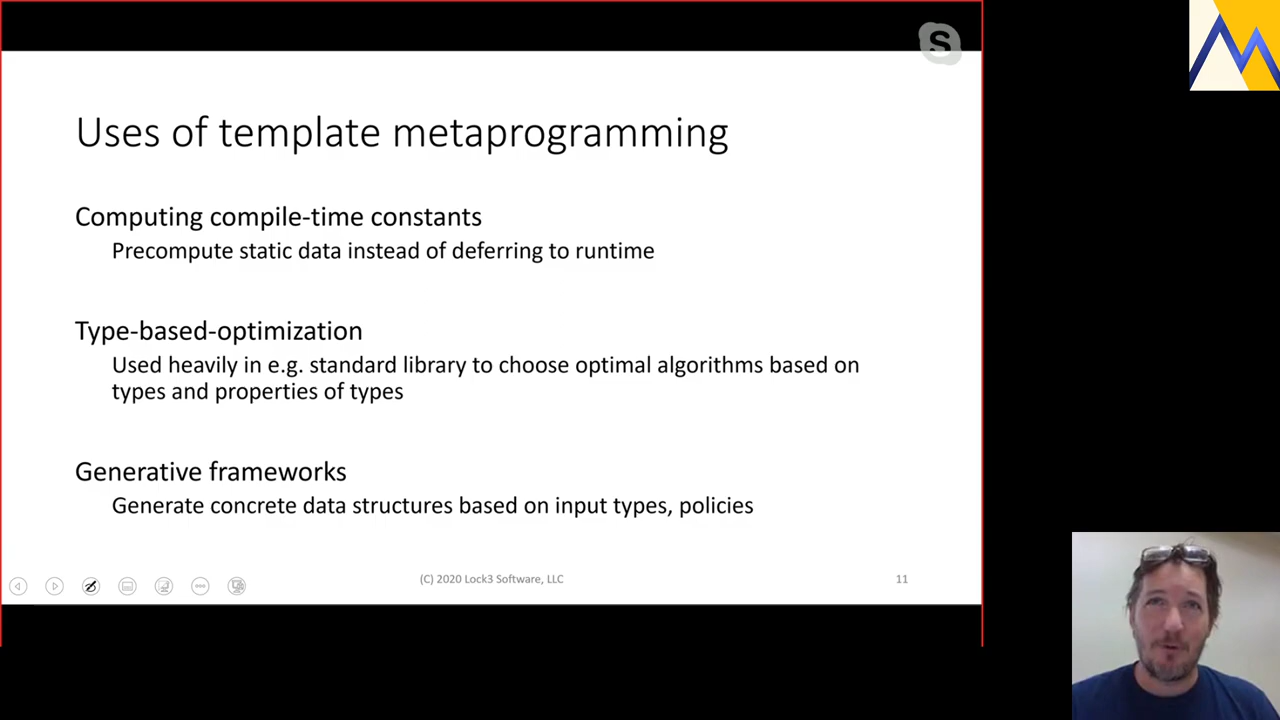 S
Uses of template metaprogramming
Computing compile-time constants
Precompute static data instead of deferring to runtime
Type-based-optimization
Used heavily in e.g. standard library to choose optimal algorithms based on
types and properties of types
Generative frameworks
Generate concrete data structures based on input types, policies
(C) 2020 Lock3 Software, LLC
11